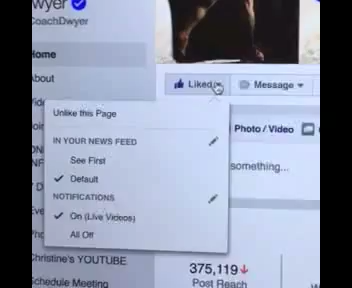 wyer
CoachDwyer
Home
About
Liked
Message
Unlike this Page
IN YOUR NEWS FEED
See First
Default
NOTIFICATIONS
On (Live Videos)
All Off
Photo / Video
something...
Christine's YOUTUBE
Schedule Meeting
375,119
Post Reach